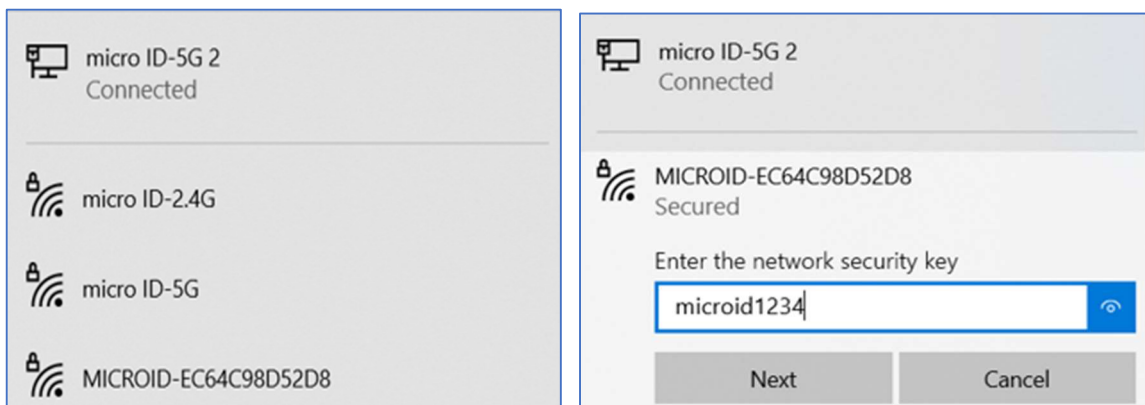 micro ID-5G 2
Connected
micro ID-2.4G
micro ID-5G
MICROID-EC64C98D52D8
micro ID-5G 2
Connected
MICROID-EC64C98D52D8
Secured
Enter the network security key
microid1234
Next Cancel